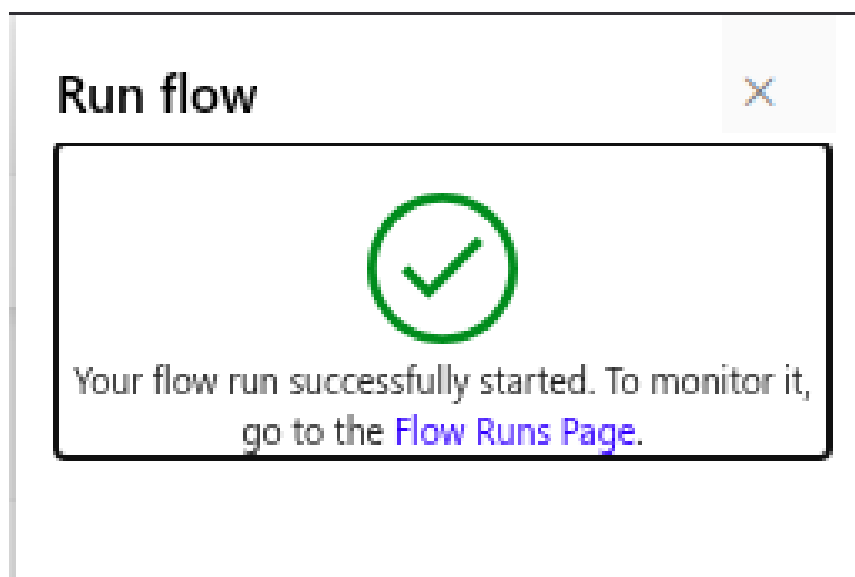 Run flow
Your flow run successfully started. To monitor it,
go to the Flow Runs Page.